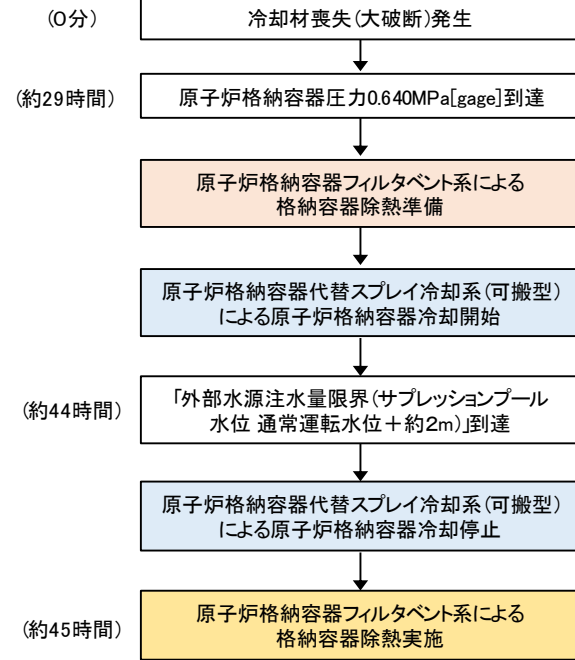 (0分)
冷却材喪失(大破断)発生
(約29時間)
原子炉格納容器圧力0.640MPa[gage]到達
原子炉格納容器フィルタベント系による
格納容器除熱準備
原子炉格納容器代替スプレイ冷却系(可搬型)
による原子炉格納容器冷却開始
(約44時間)
「外部水源注水量限界(サプレッションプール
水位 通常運転水位＋約2m)」到達
原子炉格納容器代替スプレイ冷却系(可搬型)
による原子炉格納容器冷却停止
(約45時間)
原子炉格納容器フィルタベント系による
格納容器除熱実施